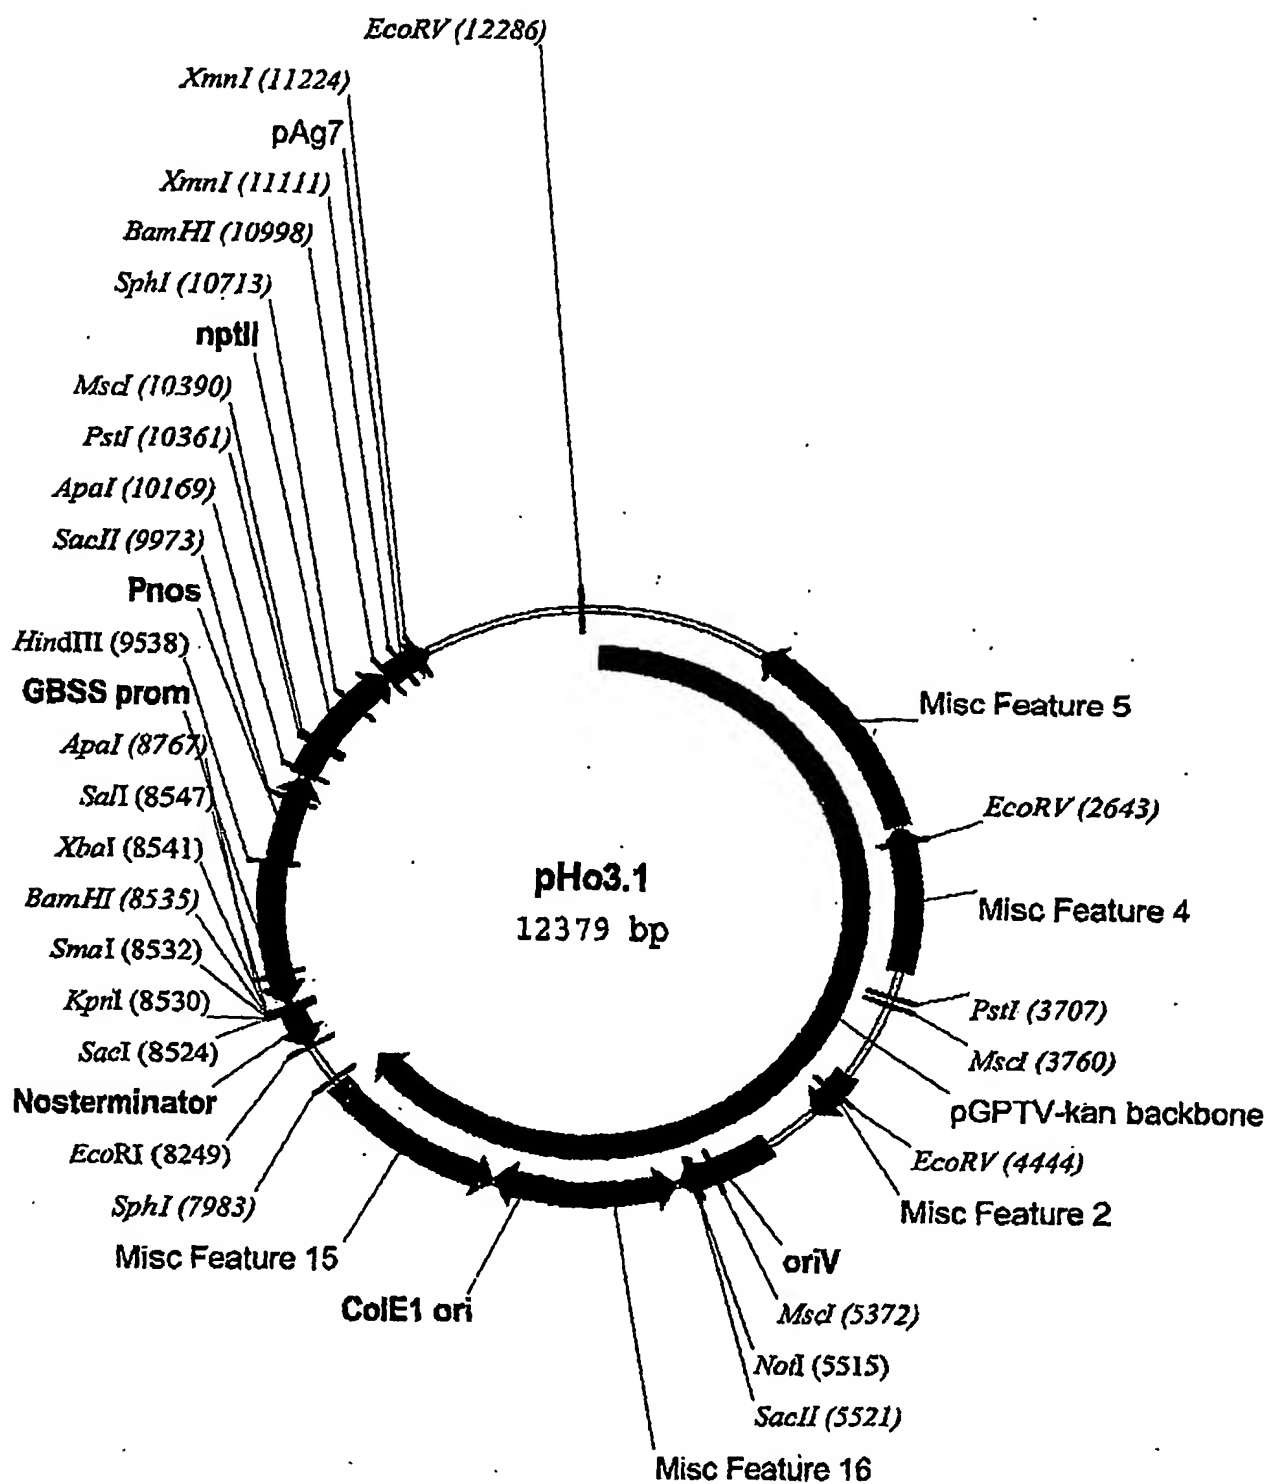 EcoRV (12286)
XmnI (11224)
pAg7
XmnI (11111)
BamHI (10998)
SphI (10713)
nptII
MscI (10390)
PstI (10361)
ApaI (10169)
SacII (9973)
Pnos
HindIII (9538)
GBSS prom
ApaI (8767)
SalI (8547)
XbaI (8541)
BamHI (8535)
SmaI (8532)
KpnI (8530)
SacI (8524)
Nosterminator
EcoRI (8249)
SphI (7983)
Misc Feature 15
ColE1 ori
pHo3.1
12379 bp
Misc Feature 5
EcoRV (2643)
Misc Feature 4
PstI (3707)
MscI (3760)
pGPTV-kan backbone
EcoRV (4444)
Misc Feature 2
oriV
MscI (5372)
NotI (5515)
SacII (5521)
Misc Feature 16